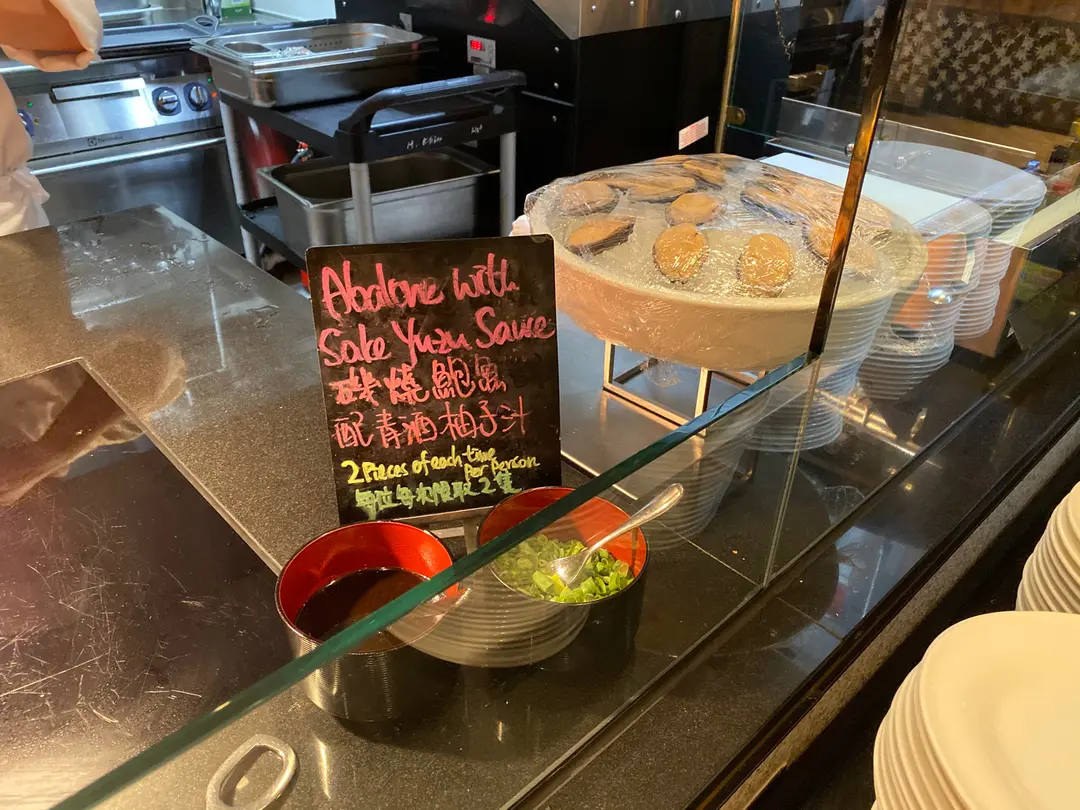 Abalone with
Sake Yuzu Sauce
磯燒鮑魚
配清酒柚子汁
2 Pieces of each time
Per Person
每位每次限取2隻